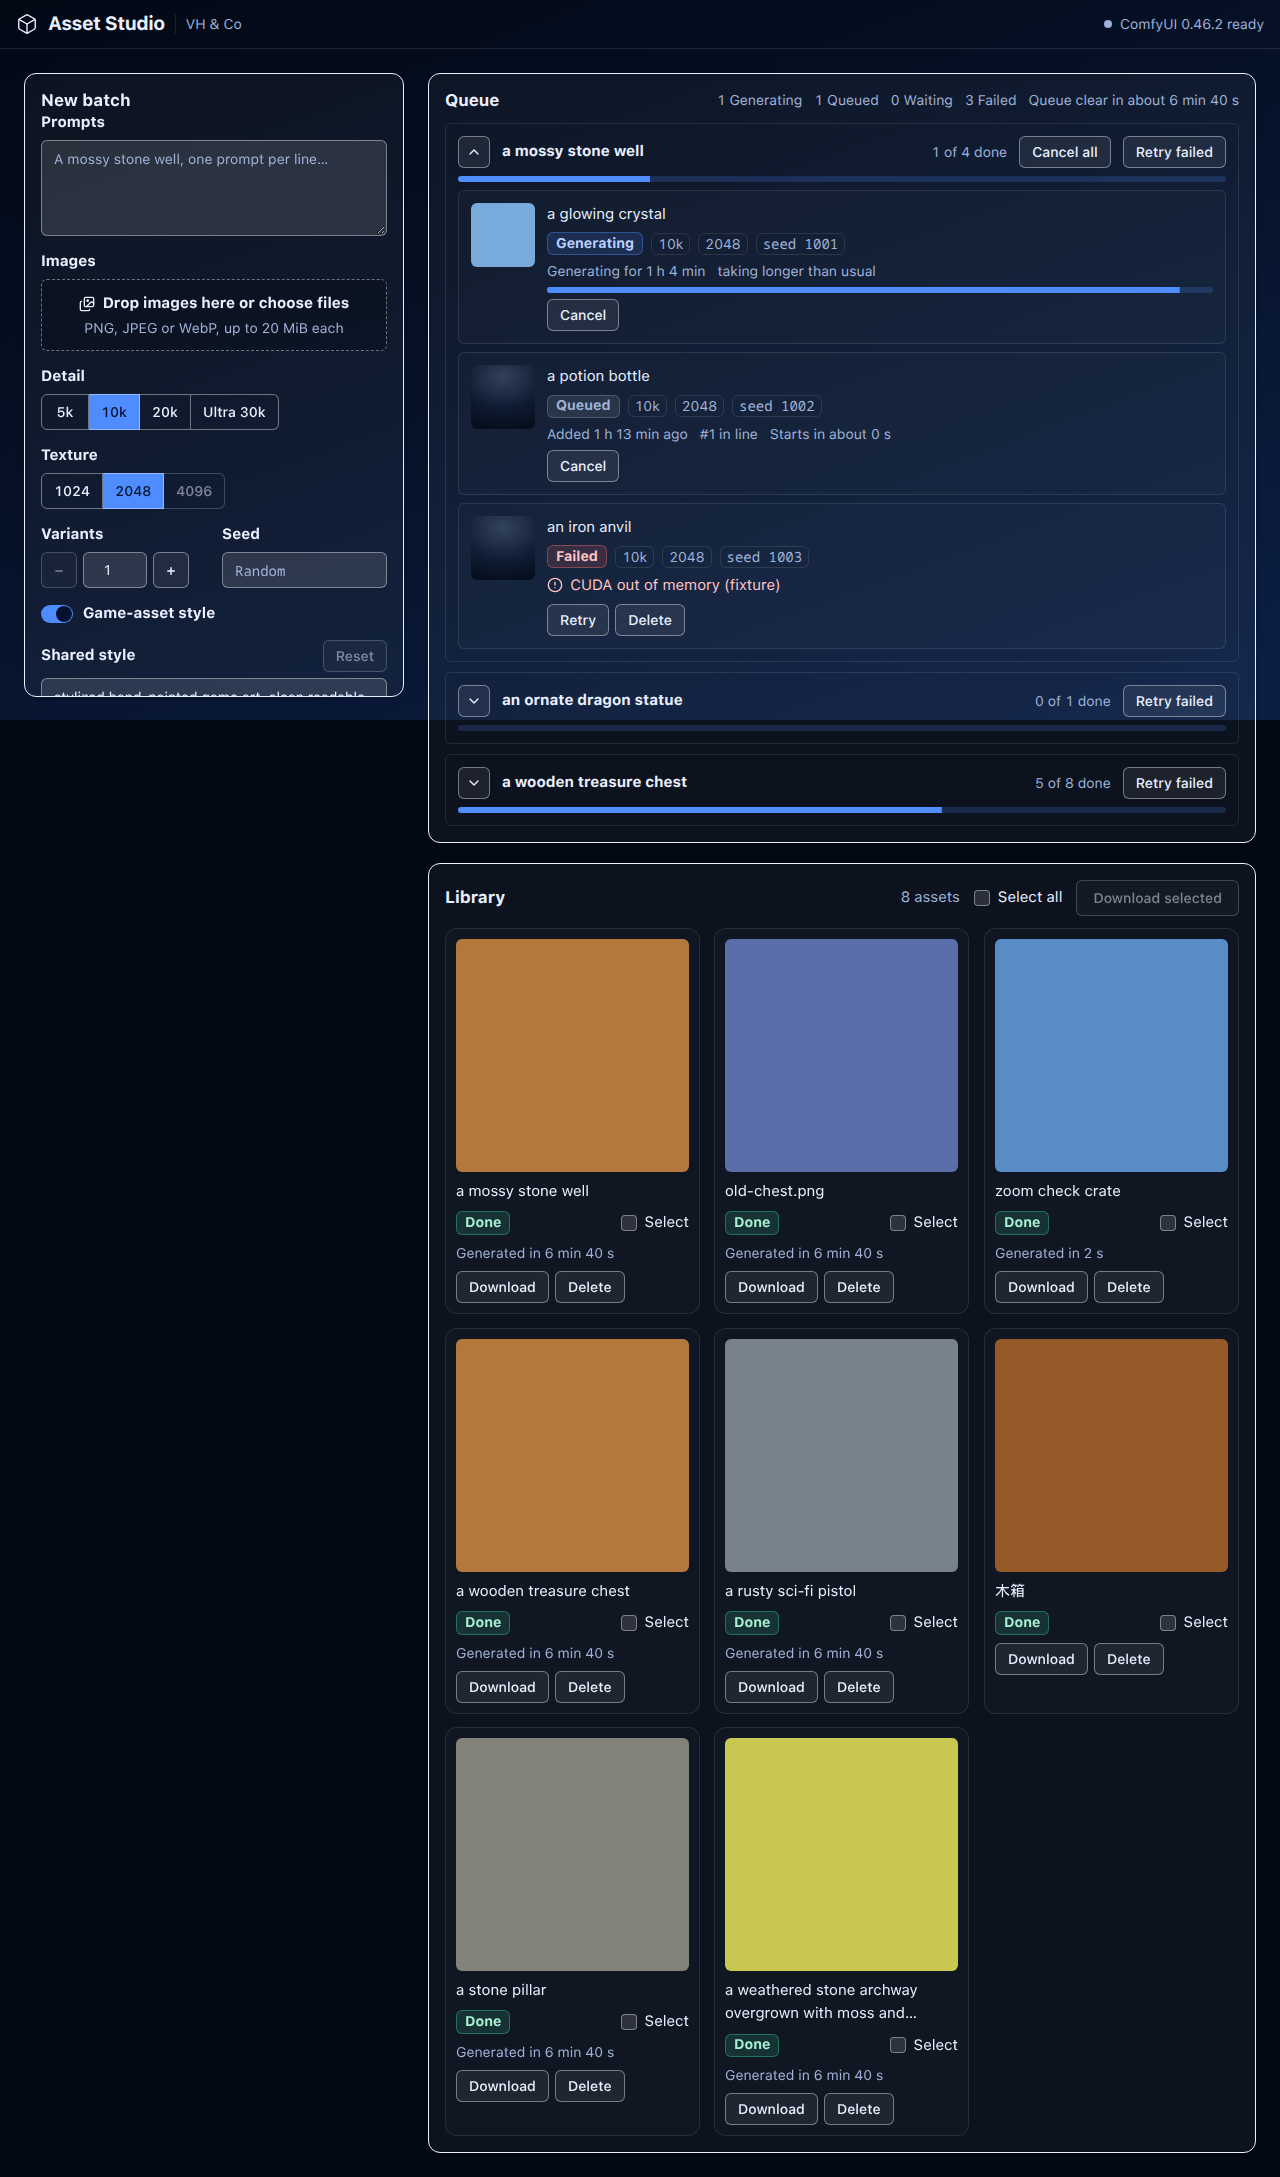 Asset Studio
VH & Co
ComfyUI 0.46.2 ready
New batch
Prompts
A mossy stone well, one prompt per line...
Images
Drop images here or choose files
PNG, JPEG or WebP, up to 20 MiB each
Detail
5k 10k 20k Ultra 30k
Texture
1024 2048 4096
Variants
Seed
− 1 +
Random
Game-asset style
Shared style
Reset
stylized hand-painted game art, clean readable
Queue
1 Generating 1 Queued 0 Waiting 3 Failed Queue clear in about 6 min 40 s
a mossy stone well
1 of 4 done
Cancel all
Retry failed
a glowing crystal
Generating 10k 2048 seed 1001
Generating for 1 h 4 min taking longer than usual
Cancel
a potion bottle
Queued 10k 2048 seed 1002
Added 1 h 13 min ago #1 in line Starts in about 0 s
Cancel
an iron anvil
Failed 10k 2048 seed 1003
CUDA out of memory (fixture)
Retry Delete
an ornate dragon statue
0 of 1 done
Retry failed
a wooden treasure chest
5 of 8 done
Retry failed
Library
8 assets
Select all
Download selected
a mossy stone well
Done Select
Generated in 6 min 40 s
Download Delete
old-chest.png
Done Select
Generated in 6 min 40 s
Download Delete
zoom check crate
Done Select
Generated in 2 s
Download Delete
a wooden treasure chest
Done Select
Generated in 6 min 40 s
Download Delete
a rusty sci-fi pistol
Done Select
Generated in 6 min 40 s
Download Delete
木箱
Done Select
Download Delete
a stone pillar
Done Select
Generated in 6 min 40 s
Download Delete
a weathered stone archway
overgrown with moss and...
Done Select
Generated in 6 min 40 s
Download Delete